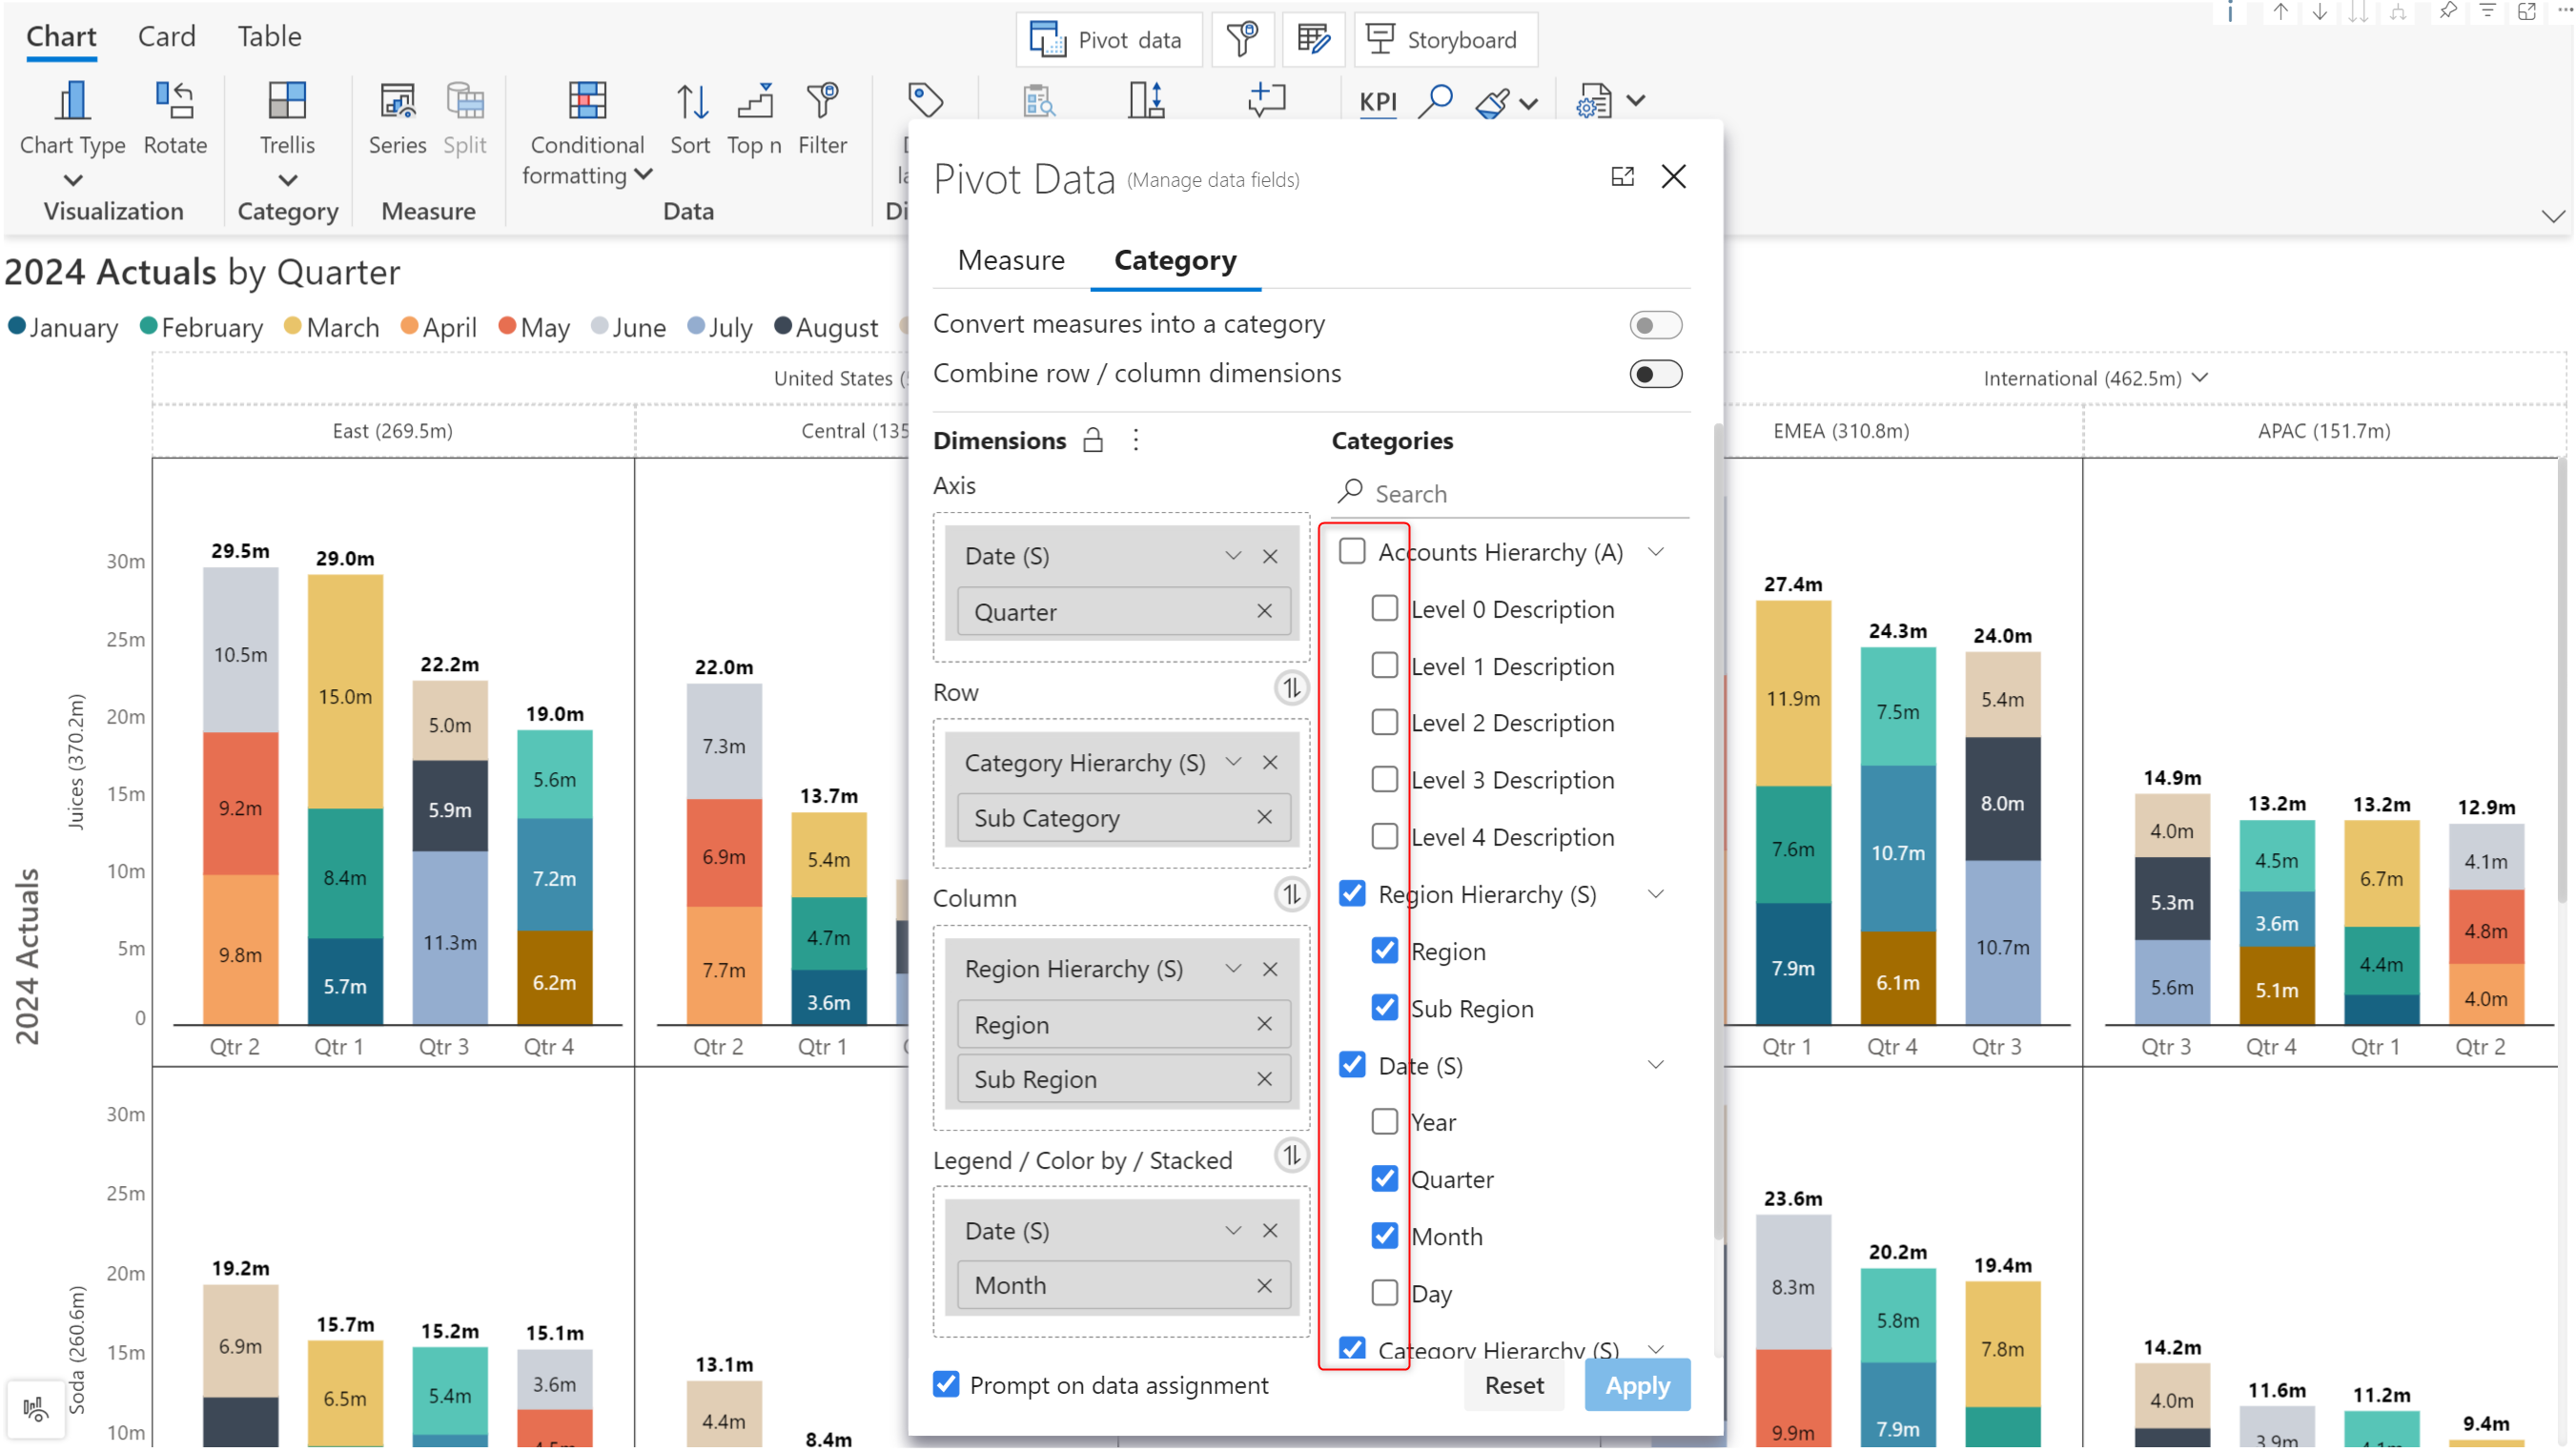 Chart Card Table
Pivot data
Storyboard
KPI
Chart Type Rotate Trellis Series Split Conditional formatting Sort Top n Filter
Visualization Category Measure Data
2024 Actuals by Quarter
January February March April May June July August
Pivot Data (Manage data fields)
Measure Category
Convert measures into a category
Combine row / column dimensions
Dimensions
Axis
Date (S)
Quarter
Row
Category Hierarchy (S)
Sub Category
Column
Region Hierarchy (S)
Region
Sub Region
Legend / Color by / Stacked
Date (S)
Month
Prompt on data assignment
Categories
Search
Accounts Hierarchy (A)
Level 0 Description
Level 1 Description
Level 2 Description
Level 3 Description
Level 4 Description
Region Hierarchy (S)
Region
Sub Region
Date (S)
Year
Quarter
Month
Day
Category Hierarchy (S)
Reset Apply
United States
International (462.5m)
East (269.5m)
Central (135
EMEA (310.8m)
APAC (151.7m)
2024 Actuals
Juices (370.2m)
30m
25m
20m
15m
10m
5m
0
29.5m
10.5m
9.2m
9.8m
29.0m
15.0m
8.4m
5.7m
22.2m
5.0m
5.9m
11.3m
19.0m
5.6m
7.2m
6.2m
Qtr 2 Qtr 1 Qtr 3 Qtr 4
22.0m
7.3m
6.9m
7.7m
13.7m
5.4m
4.7m
3.6m
Qtr 2 Qtr 1
27.4m
11.9m
7.6m
7.9m
24.3m
7.5m
10.7m
6.1m
24.0m
5.4m
8.0m
10.7m
Qtr 1 Qtr 4 Qtr 3
14.9m
4.0m
5.3m
5.6m
13.2m
4.5m
3.6m
5.1m
13.2m
6.7m
4.4m
12.9m
4.1m
4.8m
4.0m
Qtr 3 Qtr 4 Qtr 1 Qtr 2
Soda (260.6m)
30m
25m
20m
15m
10m
19.2m
6.9m
15.7m
6.5m
15.2m
5.4m
15.1m
3.6m
13.1m
4.4m
8.4m
23.6m
8.3m
9.9m
20.2m
5.8m
7.9m
19.4m
7.8m
14.2m
4.0m
11.6m
3.9m
11.2m
9.4m